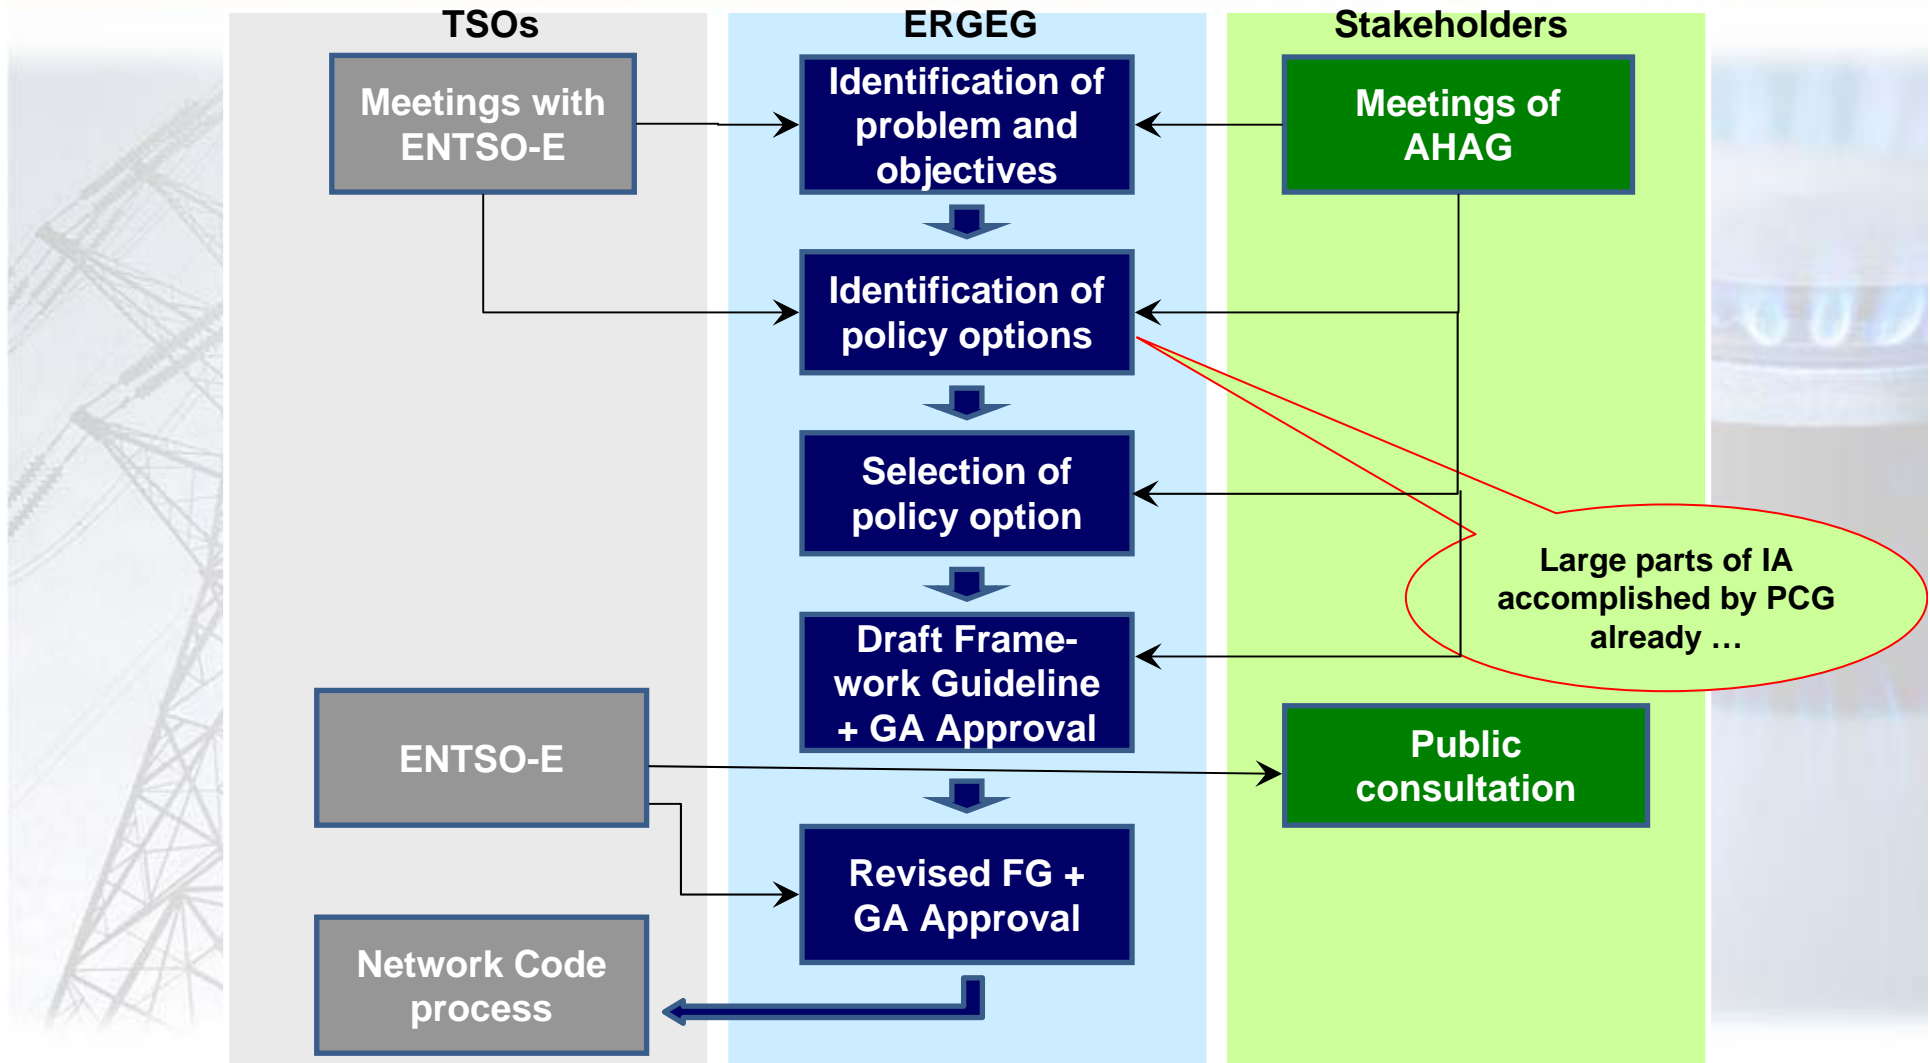 TSOs
ERGEG
Stakeholders
Meetings with
ENTSO-E
Identification of
problem and
objectives
Meetings of
AHAG
Identification of
policy options
Selection of
policy option
Large parts of IA
accomplished by PCG
already …
Draft Frame-
work Guideline
+ GA Approval
ENTSO-E
Public
consultation
Revised FG +
GA Approval
Network Code
process